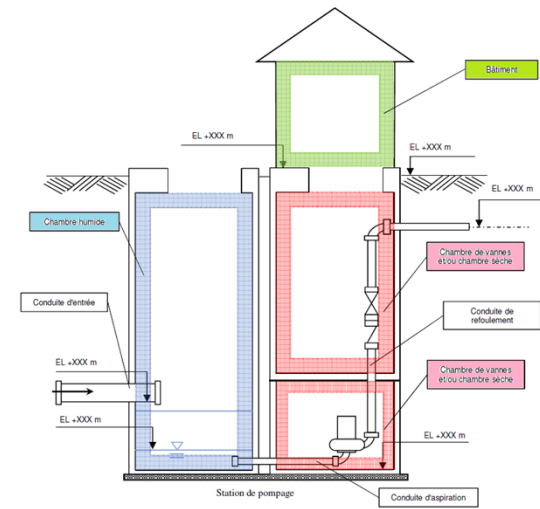 Bâtiment
EL +XXX m
EL +XXX m
EL +XXX m
Chambre humide
Chambre de vannes
et/ou chambre sèche
Conduite d'entrée
Conduite de
refoulement
EL +XXX m
Chambre de vannes
et/ou chambre sèche
EL +XXX m
EL +XXX m
Station de pompage
Conduite d'aspiration